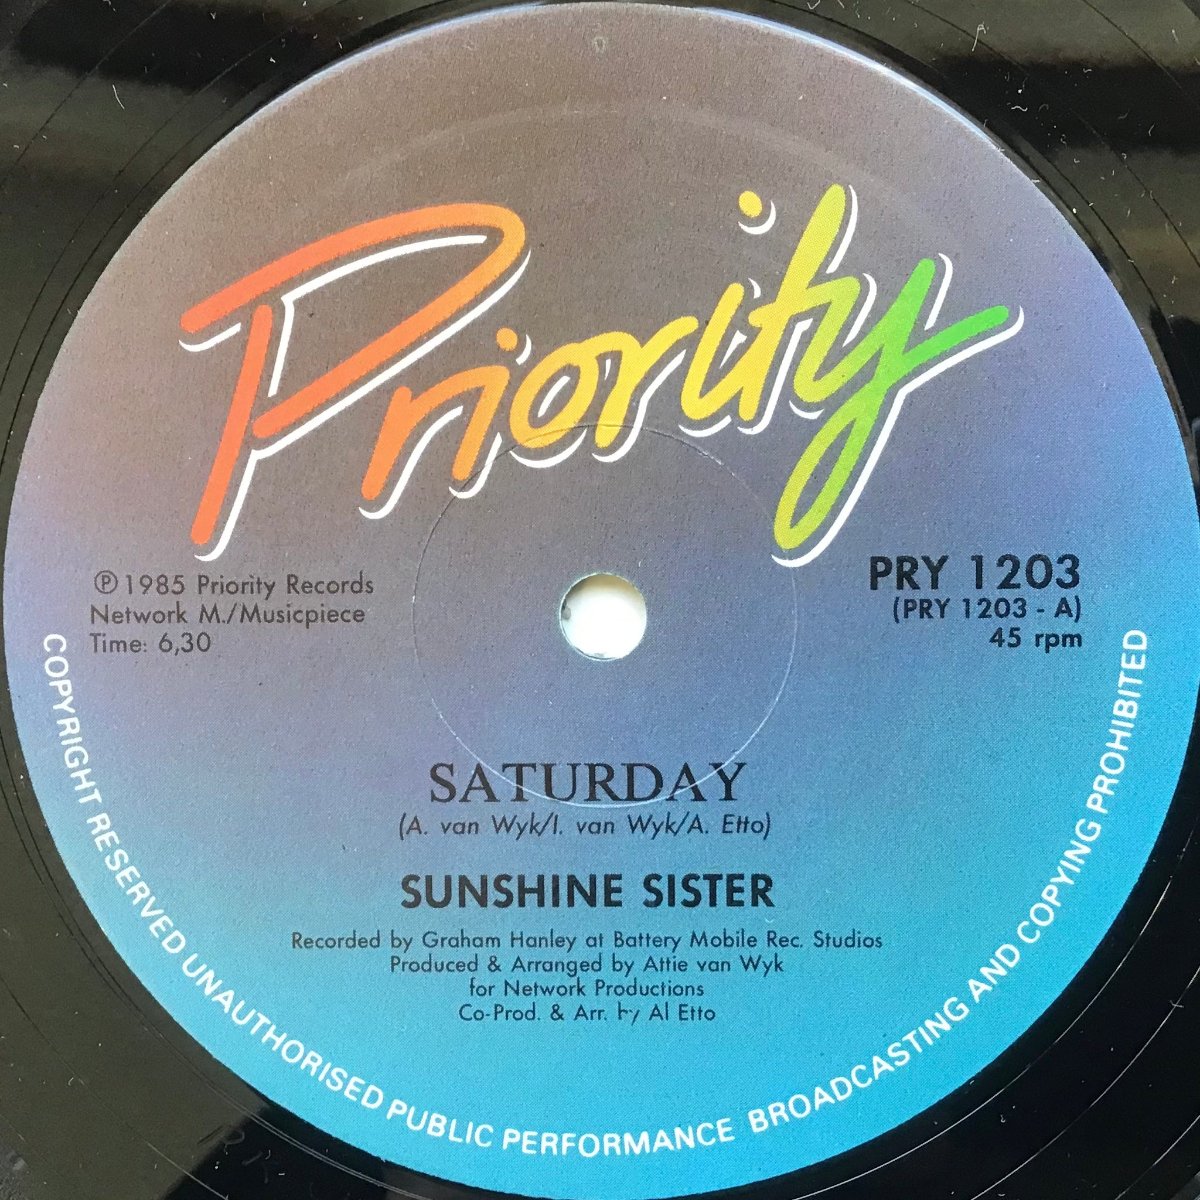 Priority
℗ 1985 Priority Records
Network M./Musicpiece
Time: 6,30
PRY 1203
(PRY 1203 - A)
45 rpm
SATURDAY
(A. van Wyk/I. van Wyk/A. Etto)
SUNSHINE SISTER
Recorded by Graham Hanley at Battery Mobile Rec. Studios
Produced & Arranged by Attie van Wyk
for Network Productions
Co-Prod. & Arr. by Al Etto
COPYRIGHT RESERVED UNAUTHORISED PUBLIC PERFORMANCE BROADCASTING AND COPYING PROHIBITED